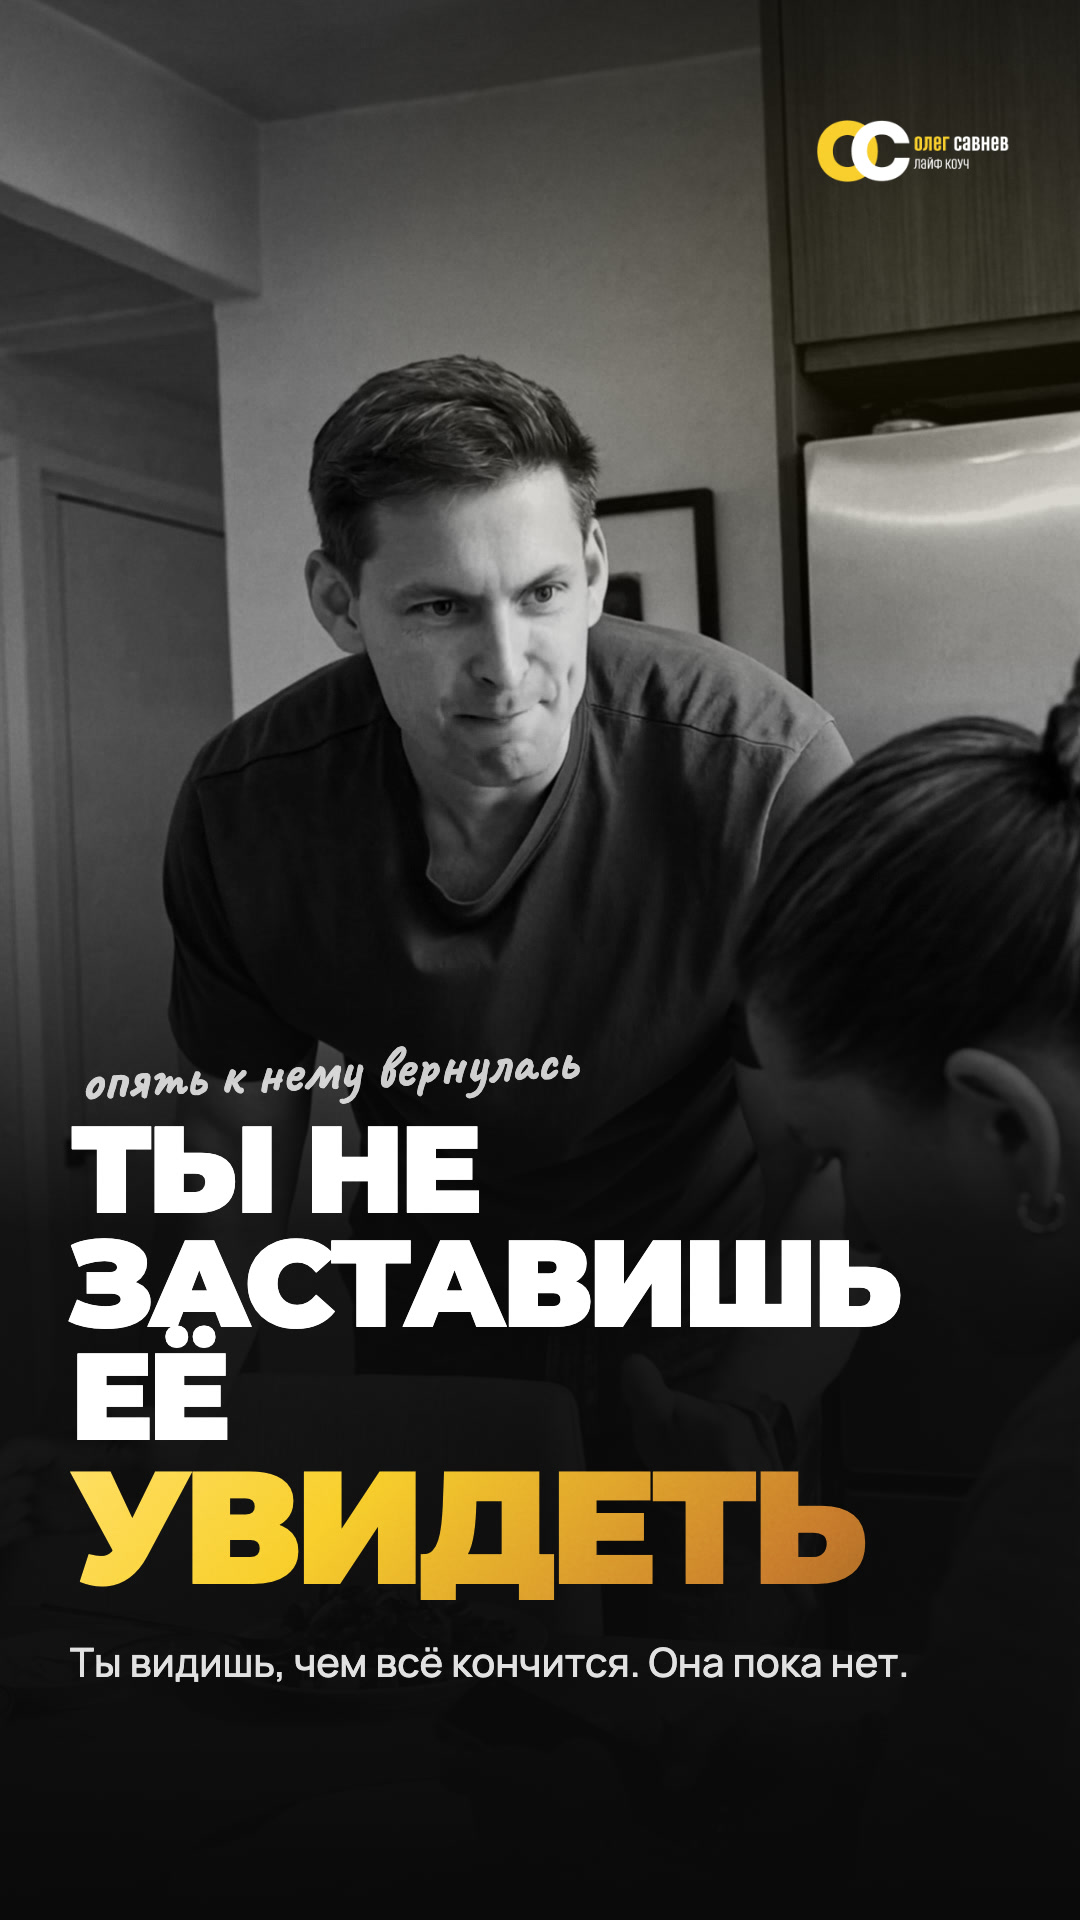 олег савнев
лайф коуч
опять к нему вернулась
ТЫ НЕ
ЗАСТАВИШЬ
ЕЁ
УВИДЕТЬ
Ты видишь, чем всё кончится. Она пока нет.